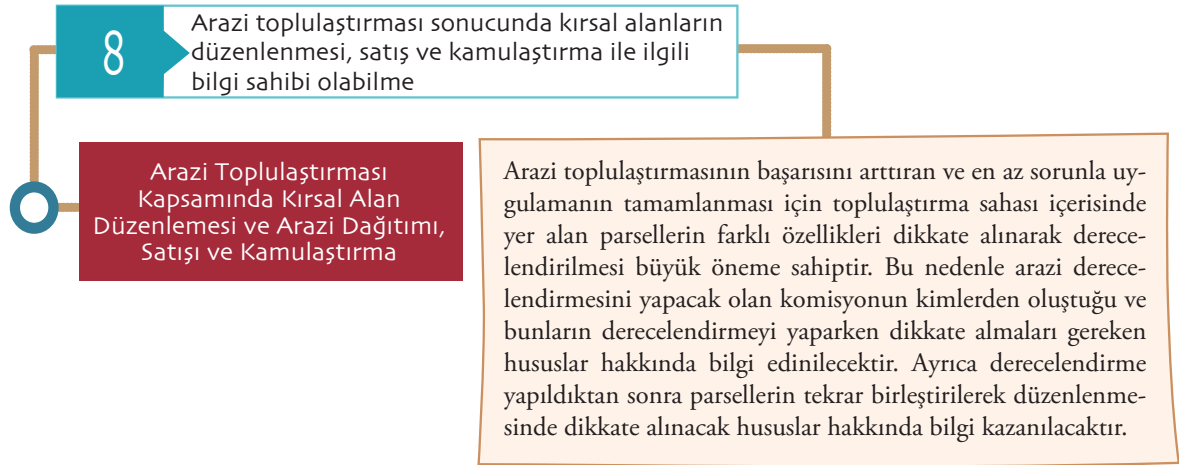 8
Arazi toplulaştırması sonucunda kırsal alanların
düzenlenmesi, satış ve kamulaştırma ile ilgili
bilgi sahibi olabilme
Arazi Toplulaştırması
Kapsamında Kırsal Alan
Düzenlemesi ve Arazi Dağıtımı,
Satışı ve Kamulaştırma
Arazi toplulaştırmasının başarısını arttıran ve en az sorunla uy-
gulamanın tamamlanması için toplulaştırma sahası içerisinde
yer alan parsellerin farklı özellikleri dikkate alınarak derece-
lendirilmesi büyük öneme sahiptir. Bu nedenle arazi derece-
lendirmesini yapacak olan komisyonun kimlerden oluştuğu ve
bunların derecelendirmeyi yaparken dikkate almaları gereken
hususlar hakkında bilgi edinilecektir. Ayrıca derecelendirme
yapıldıktan sonra parsellerin tekrar birleştirilerek düzenlenme-
sinde dikkate alınacak hususlar hakkında bilgi kazanılacaktır.